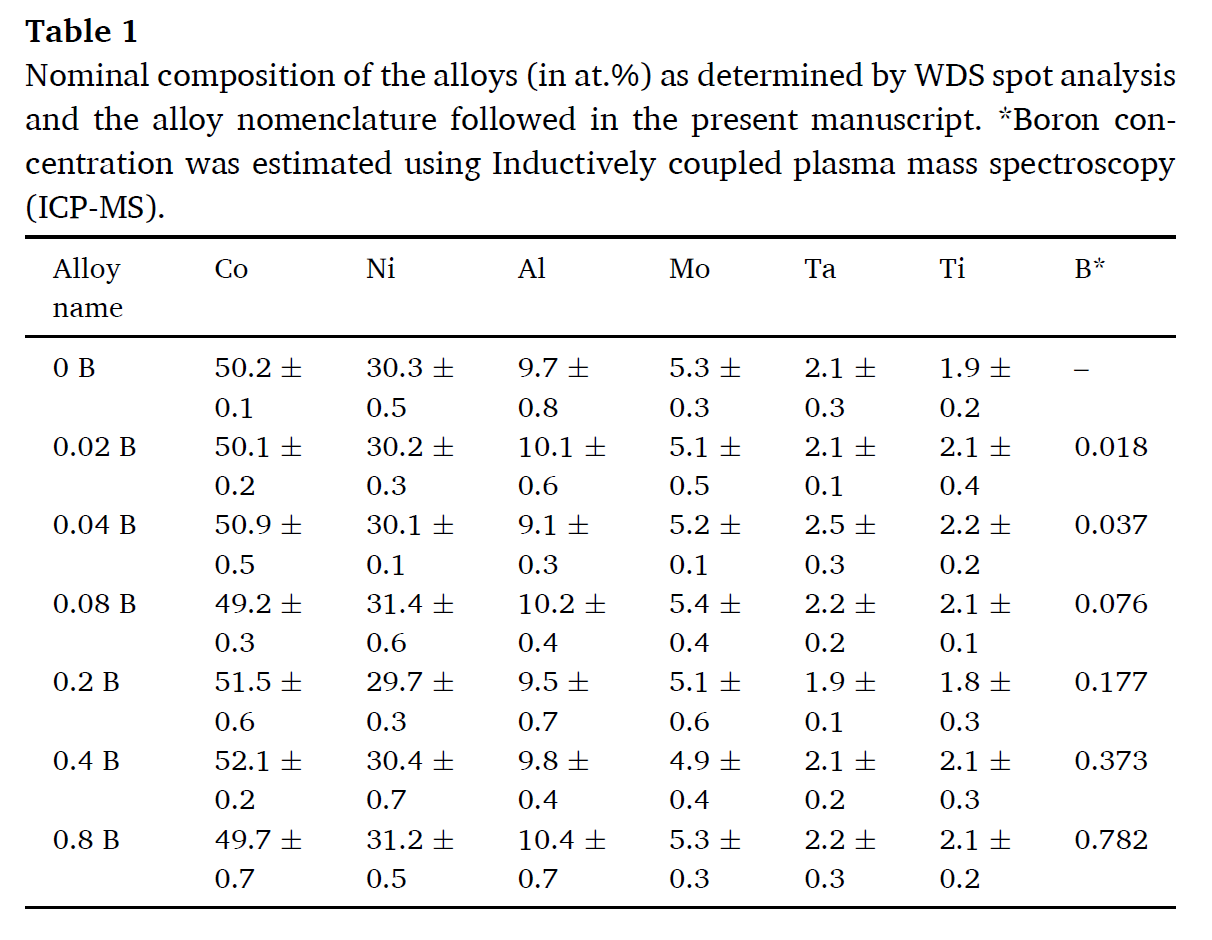 Table 1
Nominal composition of the alloys (in at.%) as determined by WDS spot analysis
and the alloy nomenclature followed in the present manuscript. *Boron con-
centration was estimated using Inductively coupled plasma mass spectroscopy
(ICP-MS).
Alloy name Co Ni Al Mo Ta Ti B*
0 B 50.2 ± 0.1 30.3 ± 0.5 9.7 ± 0.8 5.3 ± 0.3 2.1 ± 0.3 1.9 ± 0.2 –
0.02 B 50.1 ± 0.2 30.2 ± 0.3 10.1 ± 0.6 5.1 ± 0.5 2.1 ± 0.1 2.1 ± 0.4 0.018
0.04 B 50.9 ± 0.5 30.1 ± 0.1 9.1 ± 0.3 5.2 ± 0.1 2.5 ± 0.3 2.2 ± 0.2 0.037
0.08 B 49.2 ± 0.3 31.4 ± 0.6 10.2 ± 0.4 5.4 ± 0.4 2.2 ± 0.2 2.1 ± 0.1 0.076
0.2 B 51.5 ± 0.6 29.7 ± 0.3 9.5 ± 0.7 5.1 ± 0.6 1.9 ± 0.1 1.8 ± 0.3 0.177
0.4 B 52.1 ± 0.2 30.4 ± 0.7 9.8 ± 0.4 4.9 ± 0.4 2.1 ± 0.2 2.1 ± 0.3 0.373
0.8 B 49.7 ± 0.7 31.2 ± 0.5 10.4 ± 0.7 5.3 ± 0.3 2.2 ± 0.3 2.1 ± 0.2 0.782